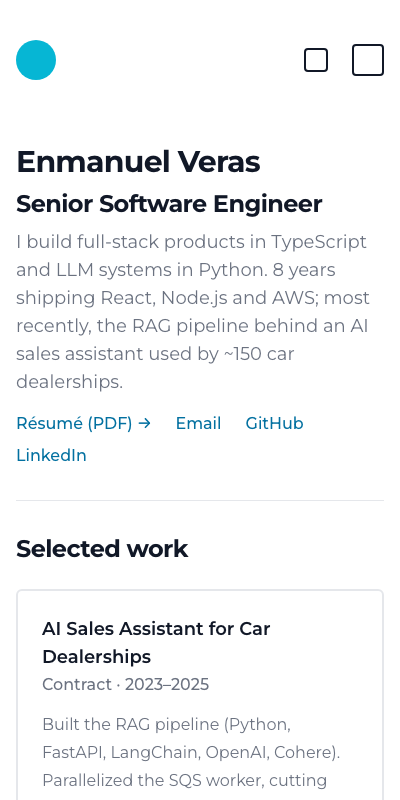 Enmanuel Veras
Senior Software Engineer
I build full-stack products in TypeScript
and LLM systems in Python. 8 years
shipping React, Node.js and AWS; most
recently, the RAG pipeline behind an AI
sales assistant used by ~150 car
dealerships.
Résumé (PDF) → Email GitHub
LinkedIn
Selected work
AI Sales Assistant for Car
Dealerships
Contract · 2023–2025
Built the RAG pipeline (Python,
FastAPI, LangChain, OpenAI, Cohere).
Parallelized the SQS worker, cutting